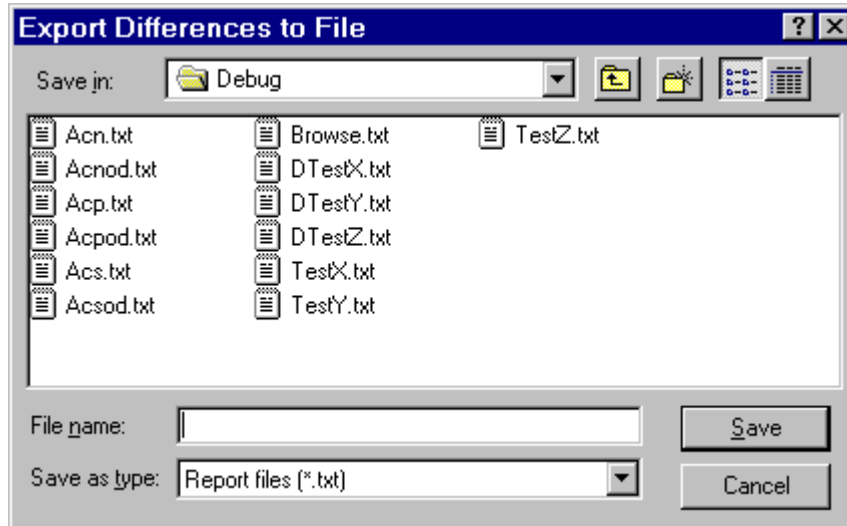 Export Differences to File
Save in: Debug
Acn.txt Browse.txt TestZ.txt
Acnod.txt DTestX.txt
Acp.txt DTestY.txt
Acpod.txt DTestZ.txt
Acs.txt TestX.txt
Acsod.txt TestY.txt
File name: Save
Save as type: Report files (*.txt) Cancel